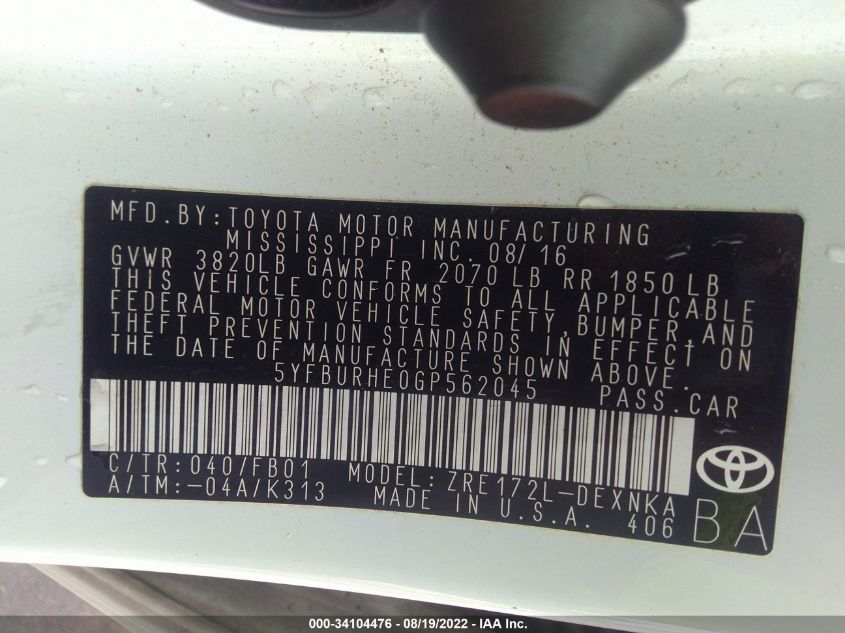 MFD.BY:TOYOTA MOTOR MANUFACTURING
MISSISSIPPI INC. 08/16
GVWR 3820LB GAWR FR 2070 LB RR 1850 LB
THIS VEHICLE CONFORMS TO ALL APPLICABLE
FEDERAL MOTOR VEHICLE SAFETY,BUMPER,AND
THEFT PREVENTION STANDARDS IN EFFECT ON
THE DATE OF MANUFACTURE SHOWN ABOVE.
5YFBURHE0GP562045 PASS.CAR
C/TR:040/FB01 MODEL:ZRE172L-DEXNKA
A/TM:-04A/K313 MADE IN U.S.A. 406
BA
000-34104476 - 08/19/2022 - IAA Inc.